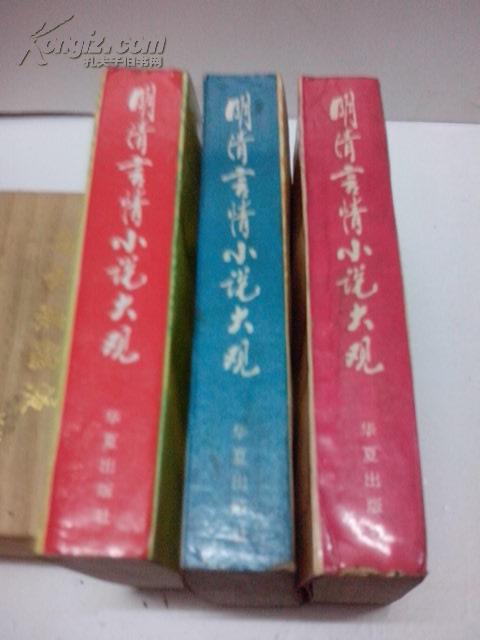 Kongfz.com
孔夫子旧书网
明清言情小说大观
华夏出版社
明清言情小说大观
华夏出版社
明清言情小说大观
华夏出版